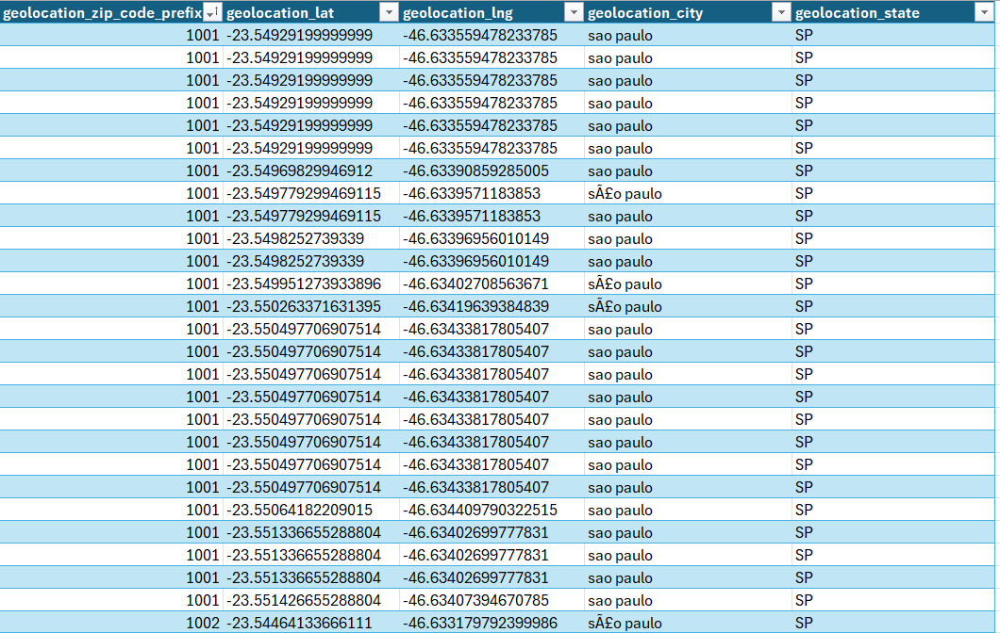 geolocation_zip_code_prefix geolocation_lat geolocation_lng geolocation_city geolocation_state
1001 -23.54929199999999 -46.633559478233785 sao paulo SP
1001 -23.54929199999999 -46.633559478233785 sao paulo SP
1001 -23.54929199999999 -46.633559478233785 sao paulo SP
1001 -23.54929199999999 -46.633559478233785 sao paulo SP
1001 -23.54929199999999 -46.633559478233785 sao paulo SP
1001 -23.54929199999999 -46.633559478233785 sao paulo SP
1001 -23.54969829946912 -46.63390859285005 sao paulo SP
1001 -23.549779299469115 -46.6339571183853 sÃ£o paulo SP
1001 -23.549779299469115 -46.6339571183853 sao paulo SP
1001 -23.5498252739339 -46.63396956010149 sao paulo SP
1001 -23.5498252739339 -46.63396956010149 sao paulo SP
1001 -23.549951273933896 -46.63402708563671 sÃ£o paulo SP
1001 -23.550263371631395 -46.63419639384839 sÃ£o paulo SP
1001 -23.550497706907514 -46.63433817805407 sao paulo SP
1001 -23.550497706907514 -46.63433817805407 sao paulo SP
1001 -23.550497706907514 -46.63433817805407 sao paulo SP
1001 -23.550497706907514 -46.63433817805407 sao paulo SP
1001 -23.550497706907514 -46.63433817805407 sao paulo SP
1001 -23.550497706907514 -46.63433817805407 sao paulo SP
1001 -23.550497706907514 -46.63433817805407 sao paulo SP
1001 -23.550497706907514 -46.63433817805407 sao paulo SP
1001 -23.55064182209015 -46.634409790322515 sao paulo SP
1001 -23.551336655288804 -46.63402699777831 sao paulo SP
1001 -23.551336655288804 -46.63402699777831 sao paulo SP
1001 -23.551336655288804 -46.63402699777831 sao paulo SP
1001 -23.551426655288804 -46.63407394670785 sao paulo SP
1002 -23.54464133666111 -46.633179792399986 sÃ£o paulo SP